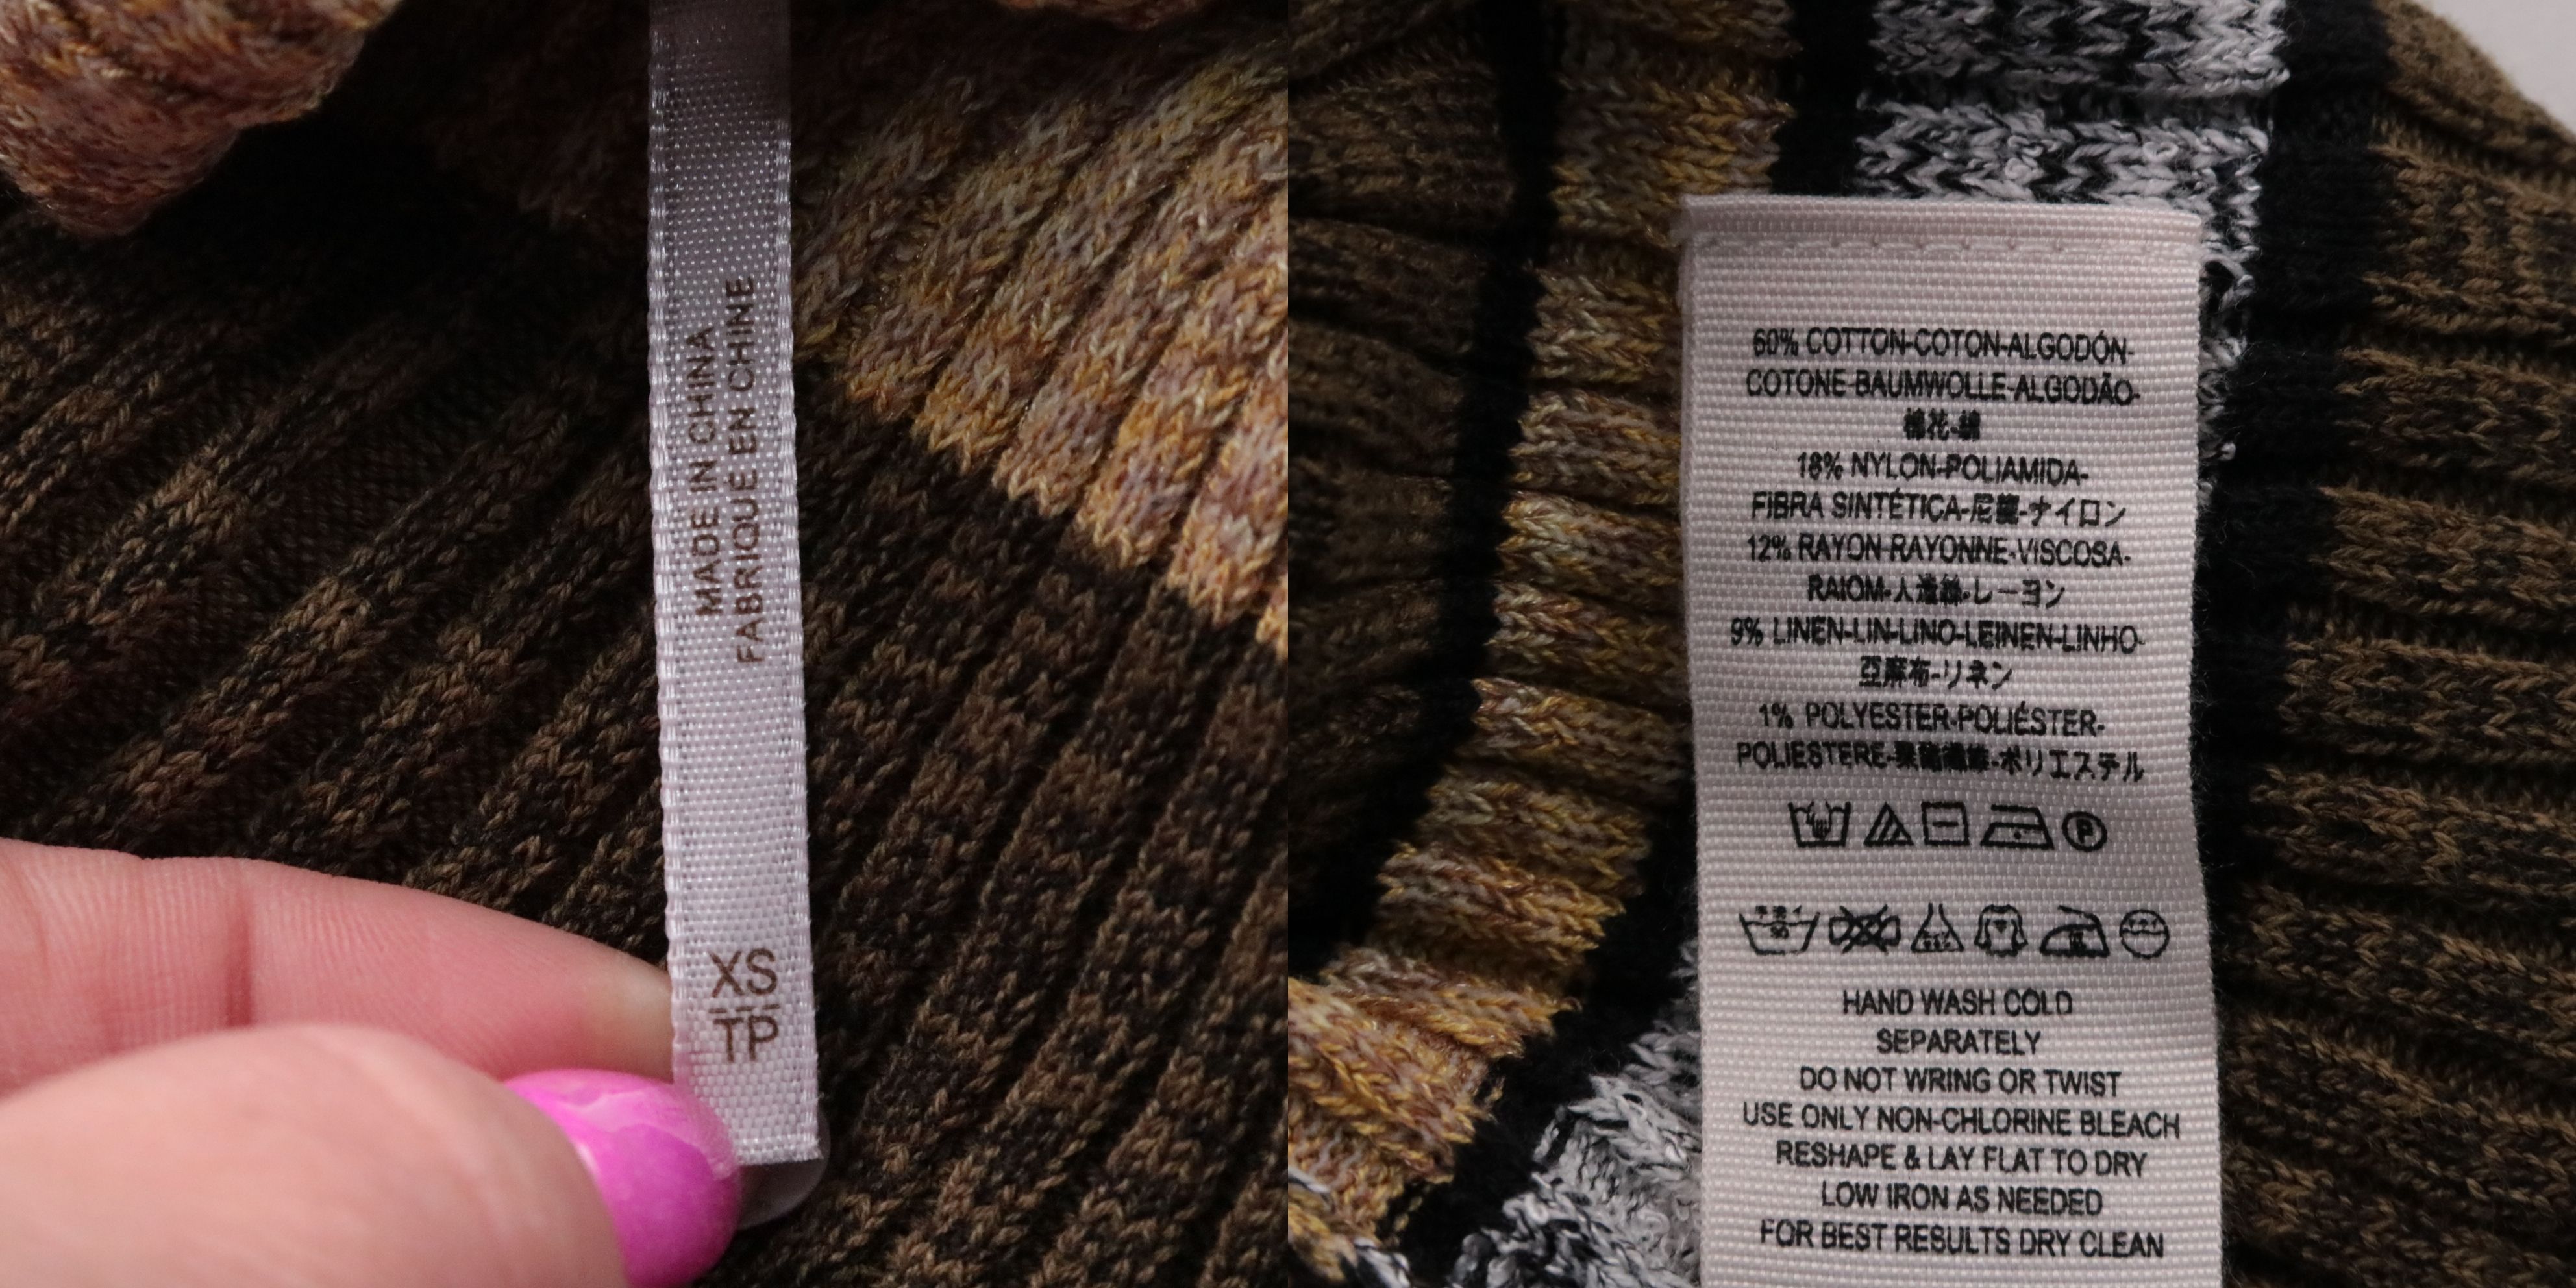 MADE IN CHINA
FABRIQUE EN CHINE
XS
TP
60% COTTON-COTON-ALGODÓN-
COTONE-BAUMWOLLE-ALGODÃO-
棉花-綿
18% NYLON-POLIAMIDA-
FIBRA SINTÉTICA-尼龍-ナイロン
12% RAYON-RAYONNE-VISCOSA-
RAIOM-人造絲-レーヨン
9% LINEN-LIN-LINO-LEINEN-LINHO-
亞麻布-リネン
1% POLYESTER-POLIÉSTER-
POLIESTERE-聚酯纖維-ポリエステル
P
HAND WASH COLD
SEPARATELY
DO NOT WRING OR TWIST
USE ONLY NON-CHLORINE BLEACH
RESHAPE & LAY FLAT TO DRY
LOW IRON AS NEEDED
FOR BEST RESULTS DRY CLEAN